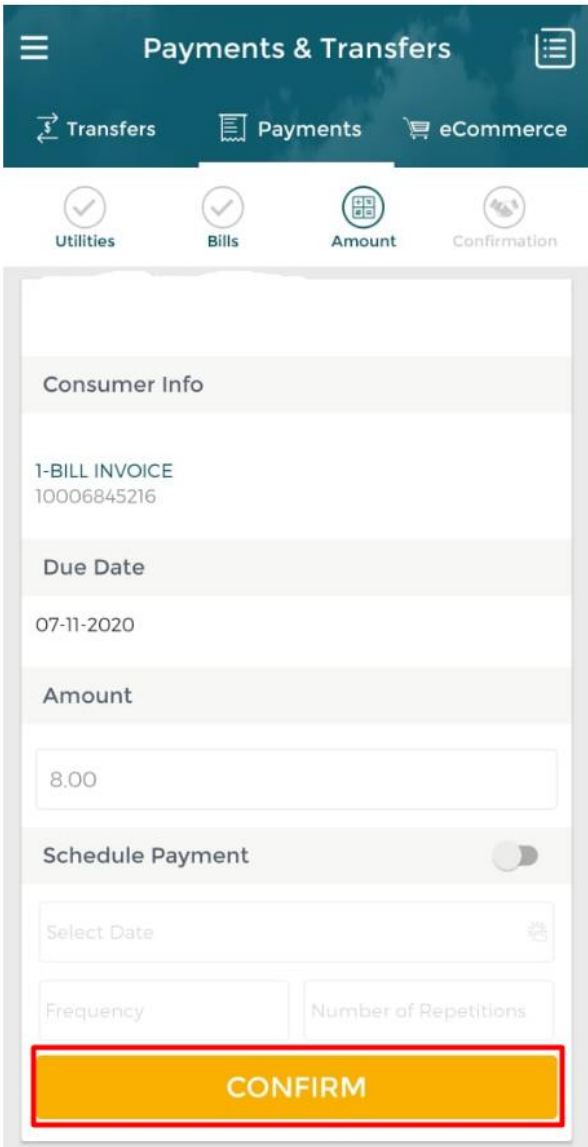 Payments & Transfers
Transfers Payments eCommerce
Utilities Bills Amount Confirmation
Consumer Info
1-BILL INVOICE
10006845216
Due Date
07-11-2020
Amount
8.00
Schedule Payment
Select Date
Frequency Number of Repetitions
CONFIRM